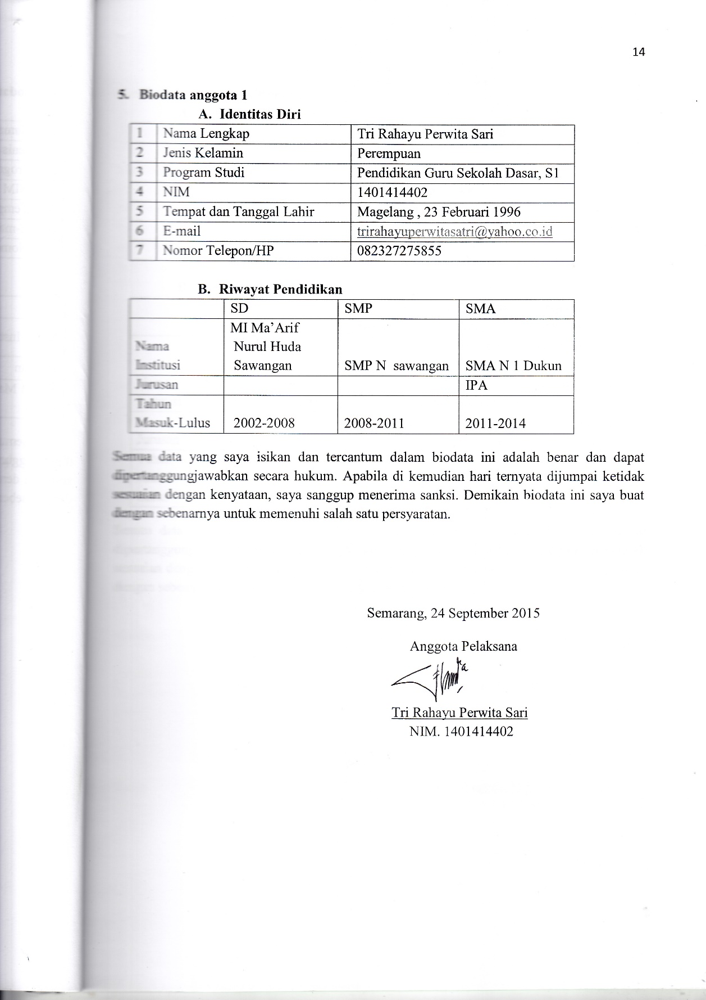 14
5. Biodata anggota 1
A. Identitas Diri
1 Nama Lengkap Tri Rahayu Perwita Sari
2 Jenis Kelamin Perempuan
3 Program Studi Pendidikan Guru Sekolah Dasar, S1
4 NIM 1401414402
5 Tempat dan Tanggal Lahir Magelang , 23 Februari 1996
6 E-mail trirahayuperwitasatri@yahoo.co.id
7 Nomor Telepon/HP 082327275855
B. Riwayat Pendidikan
SD SMP SMA
MI Ma'Arif
Nama Nurul Huda
Institusi Sawangan SMP N sawangan SMA N 1 Dukun
Jurusan IPA
Tahun
Masuk-Lulus 2002-2008 2008-2011 2011-2014
Semua data yang saya isikan dan tercantum dalam biodata ini adalah benar dan dapat
dipertanggungjawabkan secara hukum. Apabila di kemudian hari ternyata dijumpai ketidak
sesuaian dengan kenyataan, saya sanggup menerima sanksi. Demikain biodata ini saya buat
dengan sebenarnya untuk memenuhi salah satu persyaratan.
Semarang, 24 September 2015
Anggota Pelaksana
Tri Rahayu Perwita Sari
NIM. 1401414402